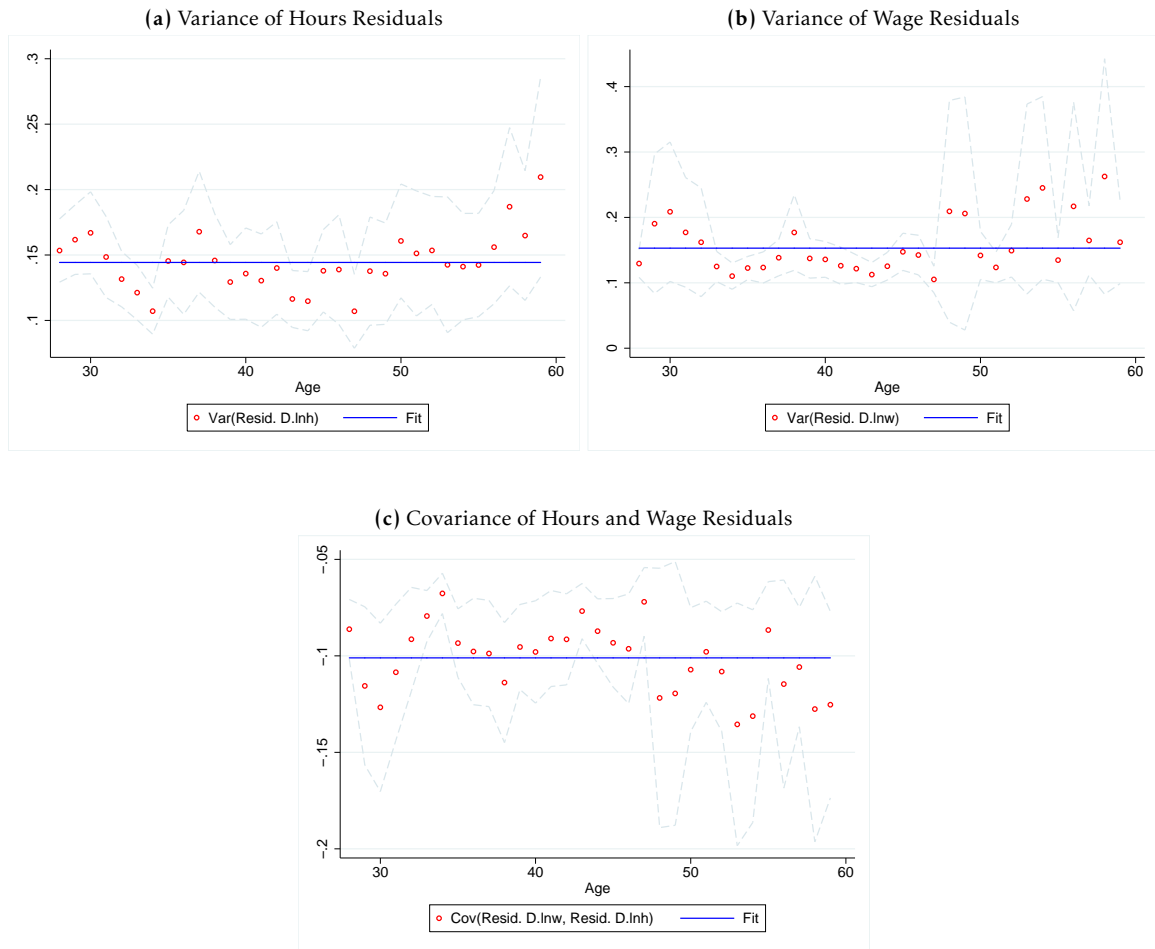 (a) Variance of Hours Residuals
.3
.25
.2
.15
.1
30 40 50 60
Age
Var(Resid. D.lnh) Fit
(b) Variance of Wage Residuals
.4
.3
.2
.1
0
30 40 50 60
Age
Var(Resid. D.lnw) Fit
(c) Covariance of Hours and Wage Residuals
-.05
-.1
-.15
-.2
30 40 50 60
Age
Cov(Resid. D.lnw, Resid. D.lnh) Fit